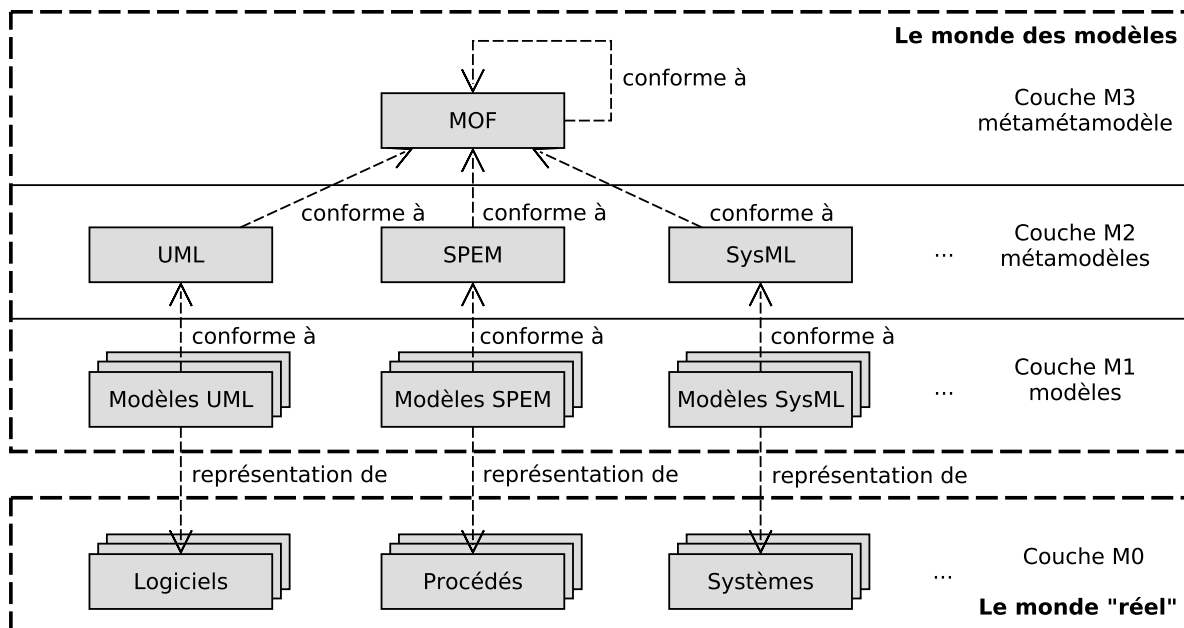 Le monde des modèles
conforme à
MOF
Couche M3
métamétamodèle
conforme à
conforme à
conforme à
UML
SPEM
SysML
...
Couche M2
métamodèles
conforme à
conforme à
conforme à
Modèles UML
Modèles SPEM
Modèles SysML
...
Couche M1
modèles
représentation de
représentation de
représentation de
Logiciels
Procédés
Systèmes
...
Couche M0
Le monde "réel"